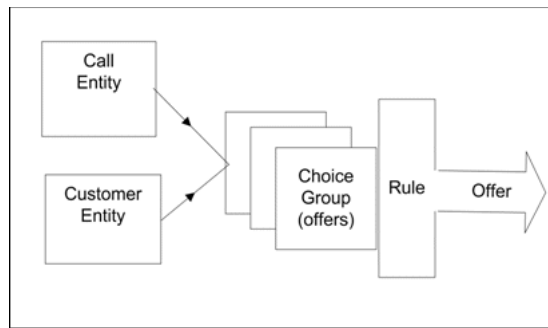 Call
Entity
Customer
Entity
Choice
Group
(offers)
Rule
Offer